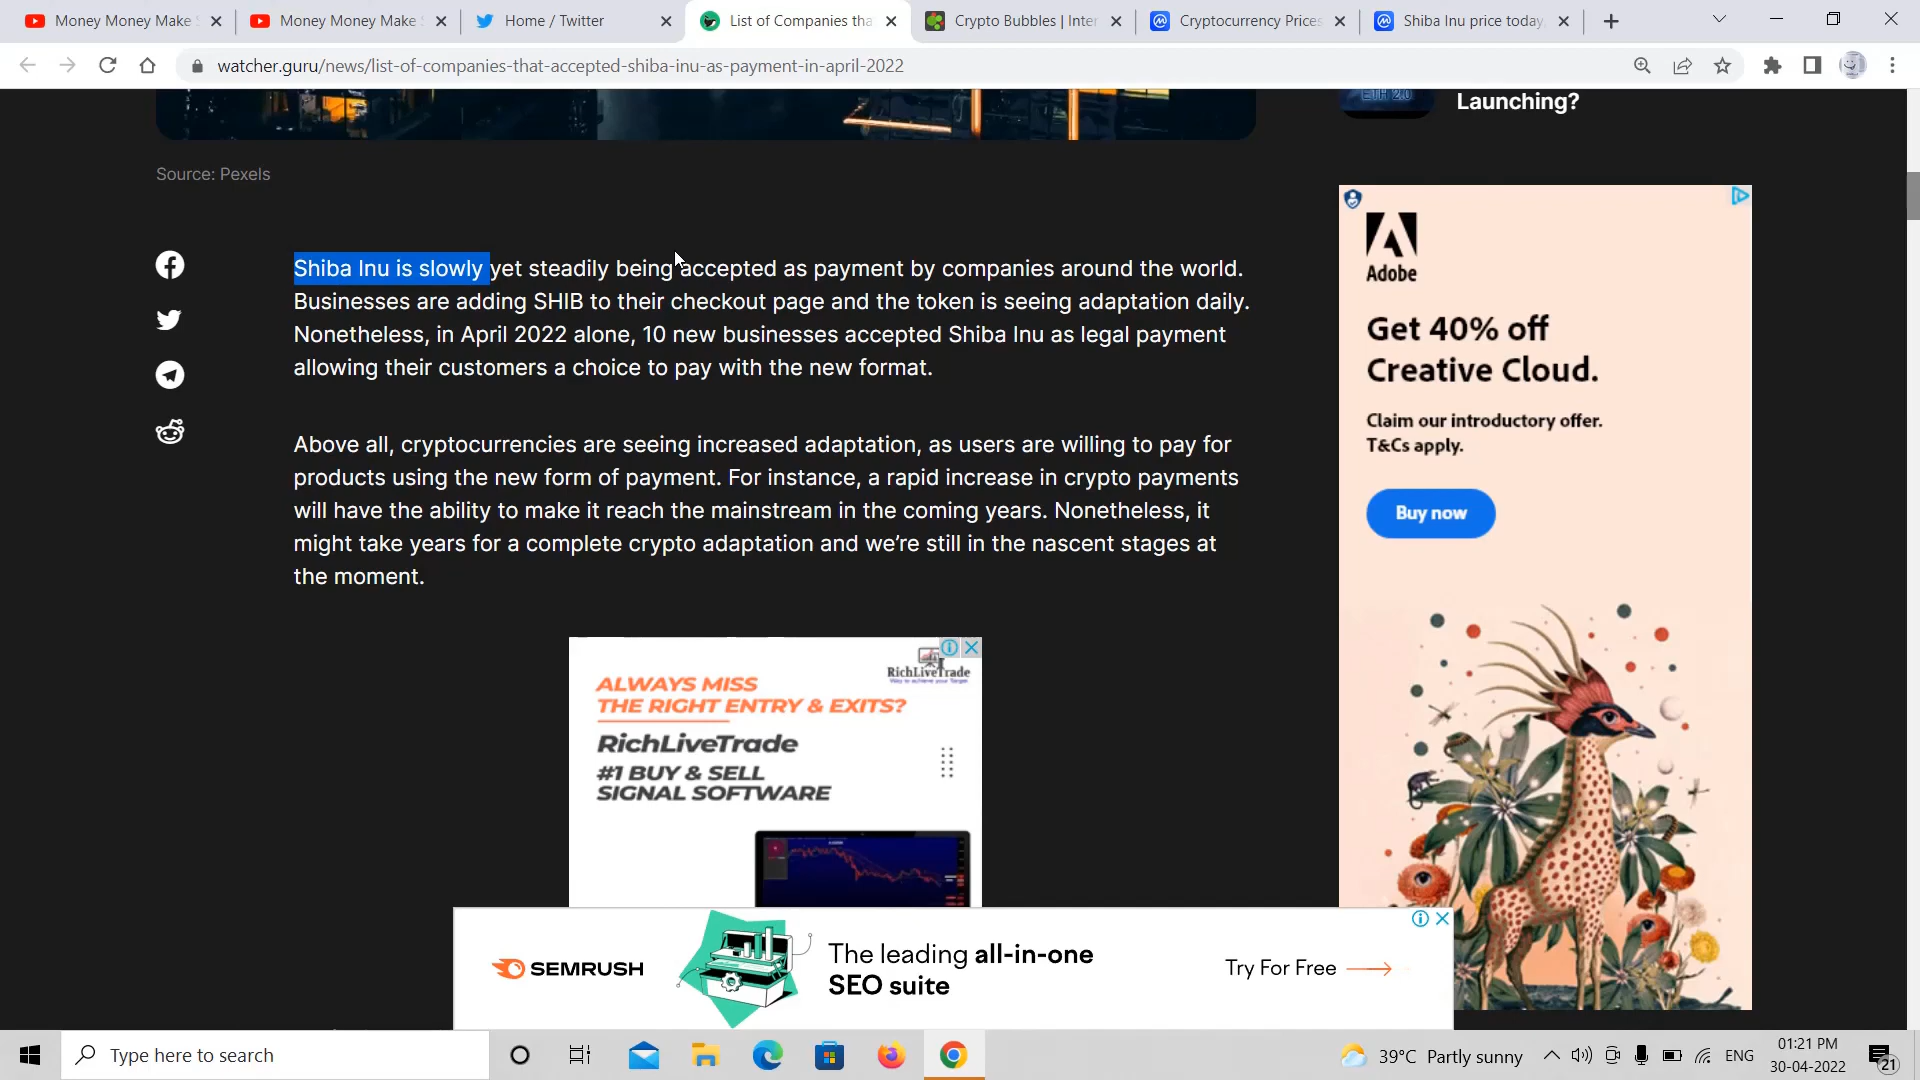 Money Money Make
Money Money Make
Home / Twitter
List of Companies tha
Crypto Bubbles | Inter
Cryptocurrency Prices
Shiba Inu price today,
watcher.guru/news/list-of-companies-that-accepted-shiba-inu-as-payment-in-april-2022
ETH 2.0
Launching?
Source: Pexels
Shiba Inu is slowly yet steadily being accepted as payment by companies around the world.
Businesses are adding SHIB to their checkout page and the token is seeing adaptation daily.
Nonetheless, in April 2022 alone, 10 new businesses accepted Shiba Inu as legal payment
allowing their customers a choice to pay with the new format.
Above all, cryptocurrencies are seeing increased adaptation, as users are willing to pay for
products using the new form of payment. For instance, a rapid increase in crypto payments
will have the ability to make it reach the mainstream in the coming years. Nonetheless, it
might take years for a complete crypto adaptation and we’re still in the nascent stages at
the moment.
Adobe
Get 40% off
Creative Cloud.
Claim our introductory offer.
T&Cs apply.
Buy now
RichLiveTrade
Way to achieve your Target
ALWAYS MISS
THE RIGHT ENTRY & EXITS?
RichLiveTrade
#1 BUY & SELL
SIGNAL SOFTWARE
SEMRUSH
The leading all-in-one
SEO suite
Try For Free
Type here to search
39°C Partly sunny
ENG
01:21 PM
30-04-2022
21